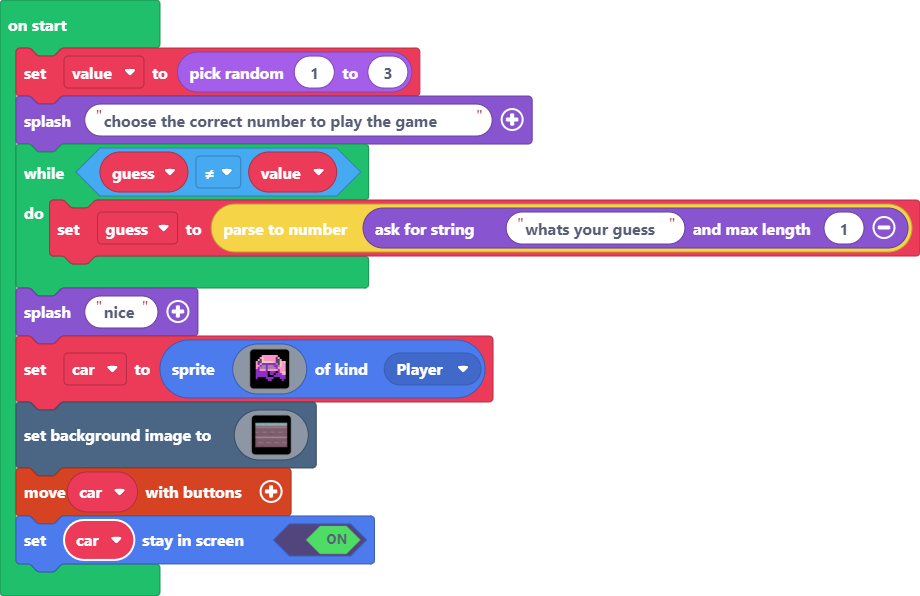 on start
set value to pick random 1 to 3
splash "choose the correct number to play the game "
while guess ≠ value
do set guess to parse to number ask for string "whats your guess " and max length 1
splash "nice"
set car to sprite of kind Player
set background image to
move car with buttons
set car stay in screen ON